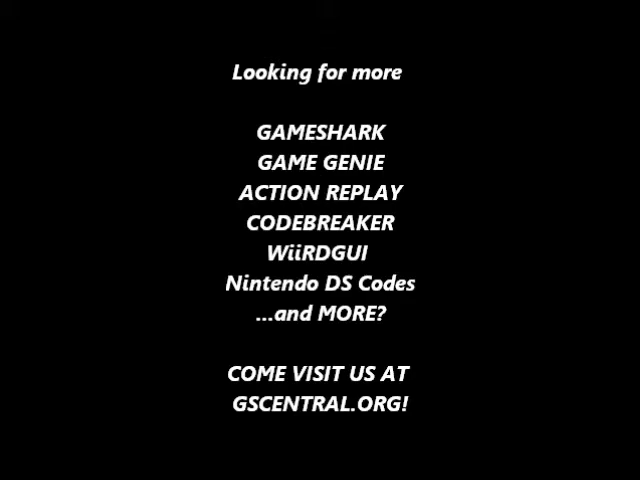 Looking for more
GAMESHARK
GAME GENIE
ACTION REPLAY
CODEBREAKER
WiiRDGUI
Nintendo DS Codes
...and MORE?
COME VISIT US AT
GSCENTRAL.ORG!